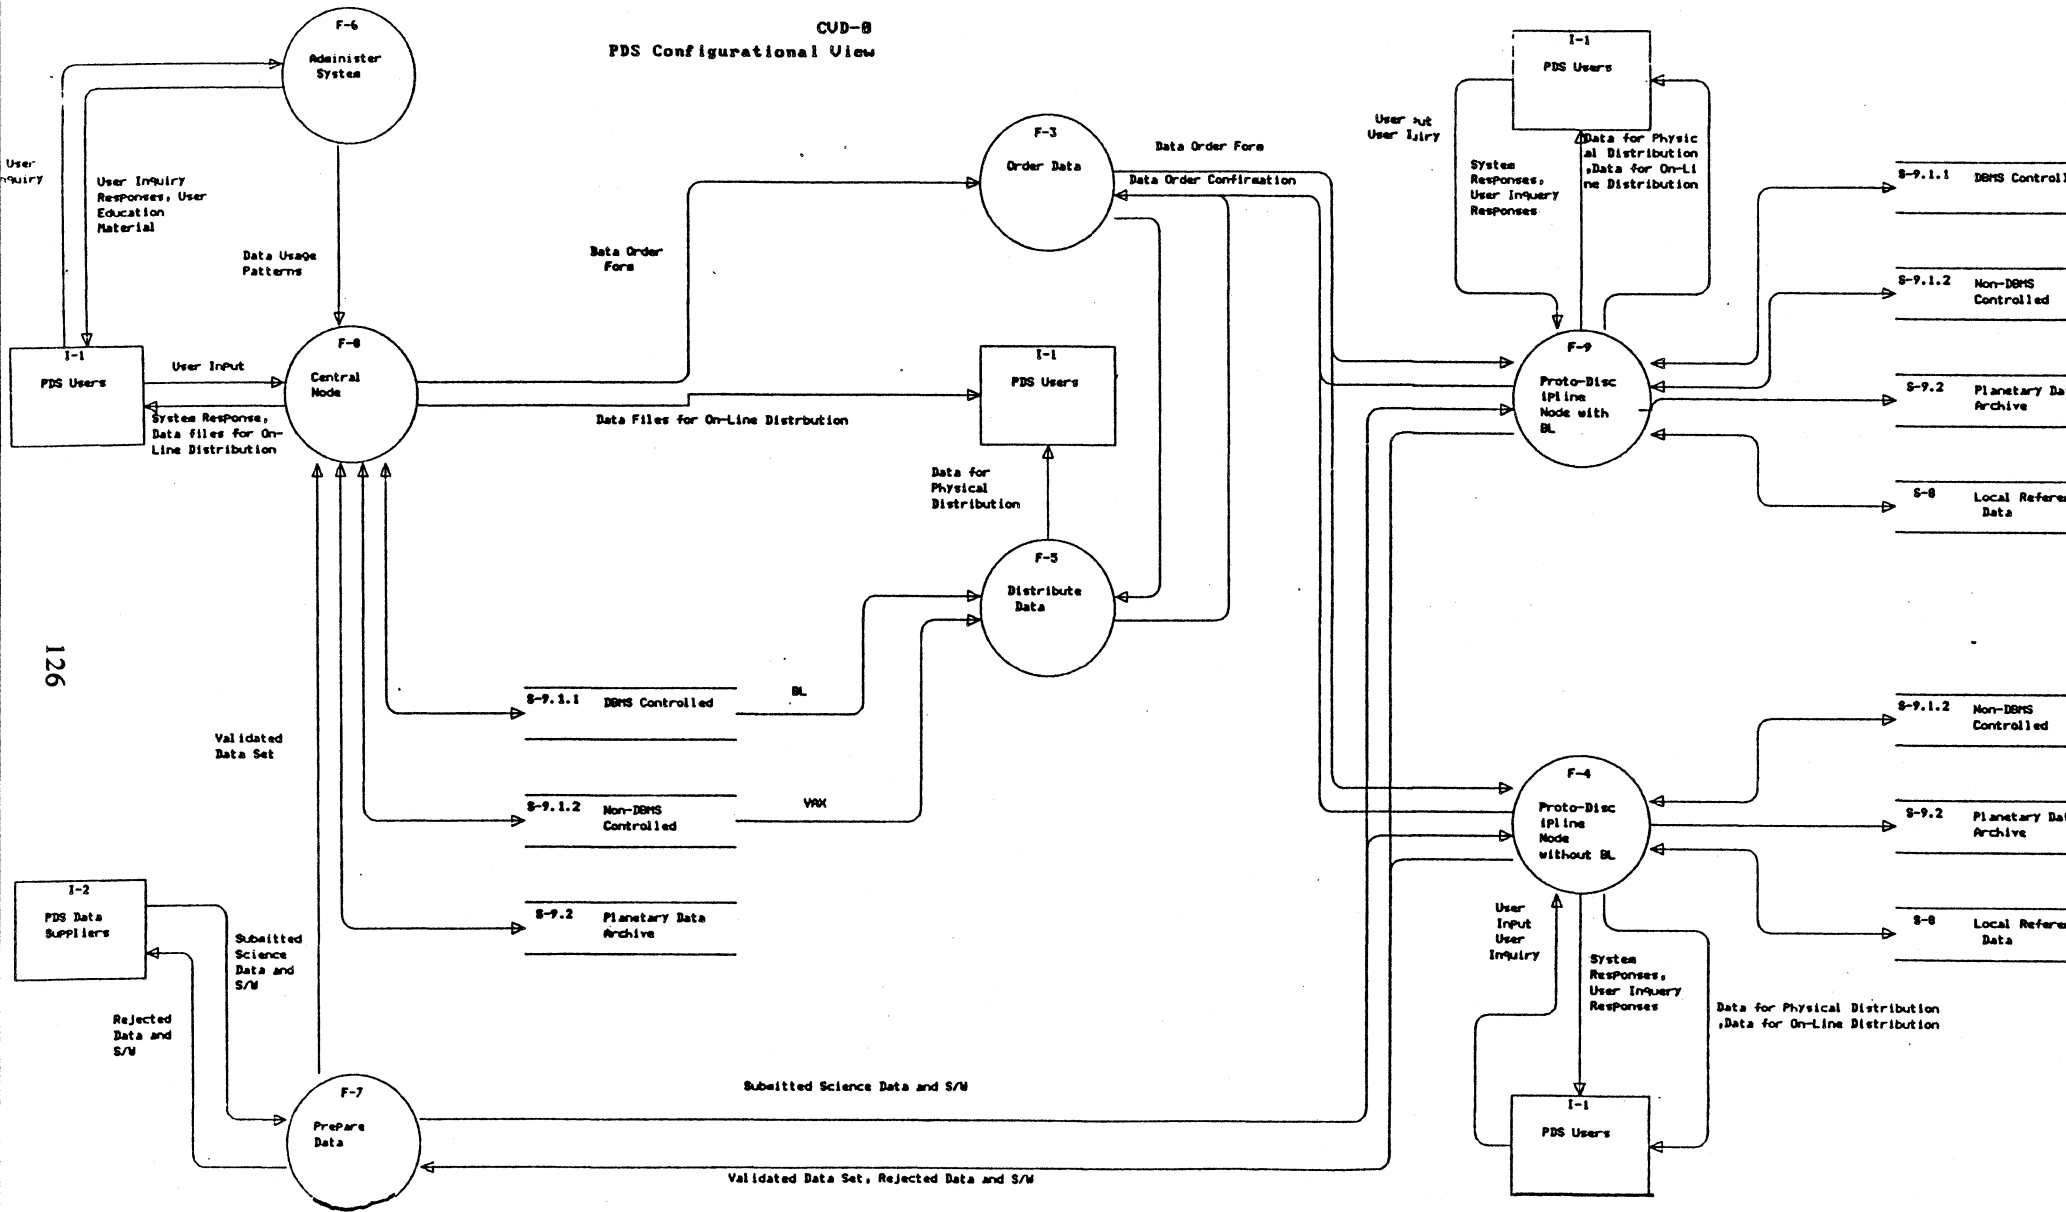 CVD-0
PDS Configurational View
F-6
Administer
System
User
User Inquiry
Responses, User
Education
Material
Data Usage
Patterns
I-1
PDS Users
User Input
System Response,
Data files for On-
Line Distribution
F-0
Central
Node
Data Order
Form
Data Files for On-Line Distrbution
F-3
Order Data
Data Order Form
Data Order Confirmation
I-1
PDS Users
Data for
Physical
Distribution
F-5
Distribute
Data
S-9.1.1 DBMS Controlled
BL
S-9.1.2 Non-DBMS
Controlled
VAX
S-9.2 Planetary Data
Archive
Validated
Data Set
126
I-2
PDS Data
Suppliers
Submitted
Science
Data and
S/W
Rejected
Data and
S/W
F-7
Prepare
Data
Submitted Science Data and S/W
Validated Data Set, Rejected Data and S/W
I-1
PDS Users
User
User
System
Responses,
User Inquery
Responses
Data for Physic
al Distribution
,Data for On-Li
ne Distribution
F-9
Proto-Disc
ipline
Node with
BL
S-9.1.1 DBMS
S-9.1.2 Non-DBMS
Controlled
S-9.2 Planetary
Archive
S-8 Local
Data
F-4
Proto-Disc
ipline
Node
without BL
S-9.1.2 Non-DBMS
Controlled
S-9.2 Planetary
Archive
S-8 Local
Data
User
Input
User
Inquiry
System
Responses,
User Inquery
Responses
Data for Physical Distribution
,Data for On-Line Distribution
I-1
PDS Users